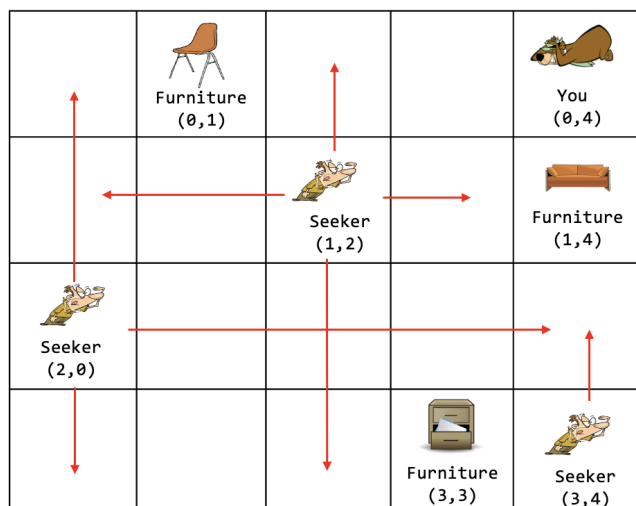 Furniture
(0,1)
You
(0,4)
Seeker
(1,2)
Furniture
(1,4)
Seeker
(2,0)
Furniture
(3,3)
Seeker
(3,4)